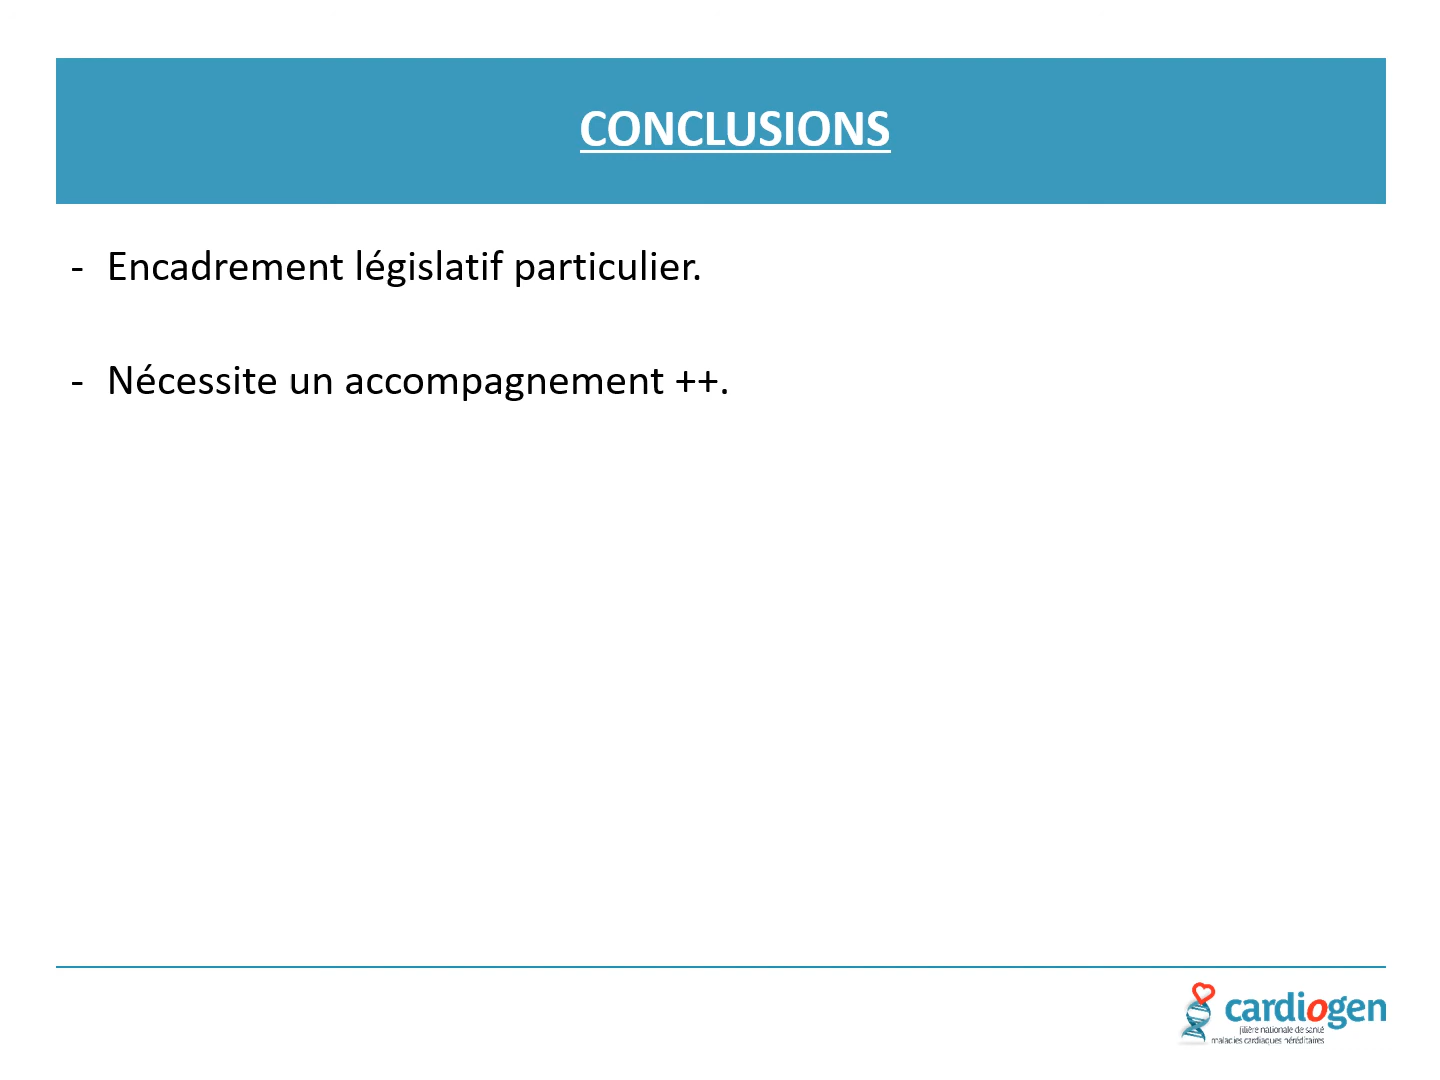 CONCLUSIONS
- Encadrement législatif particulier.
- Nécessite un accompagnement ++.
cardiogen
filière nationale de santé
maladies cardiaques héréditaires